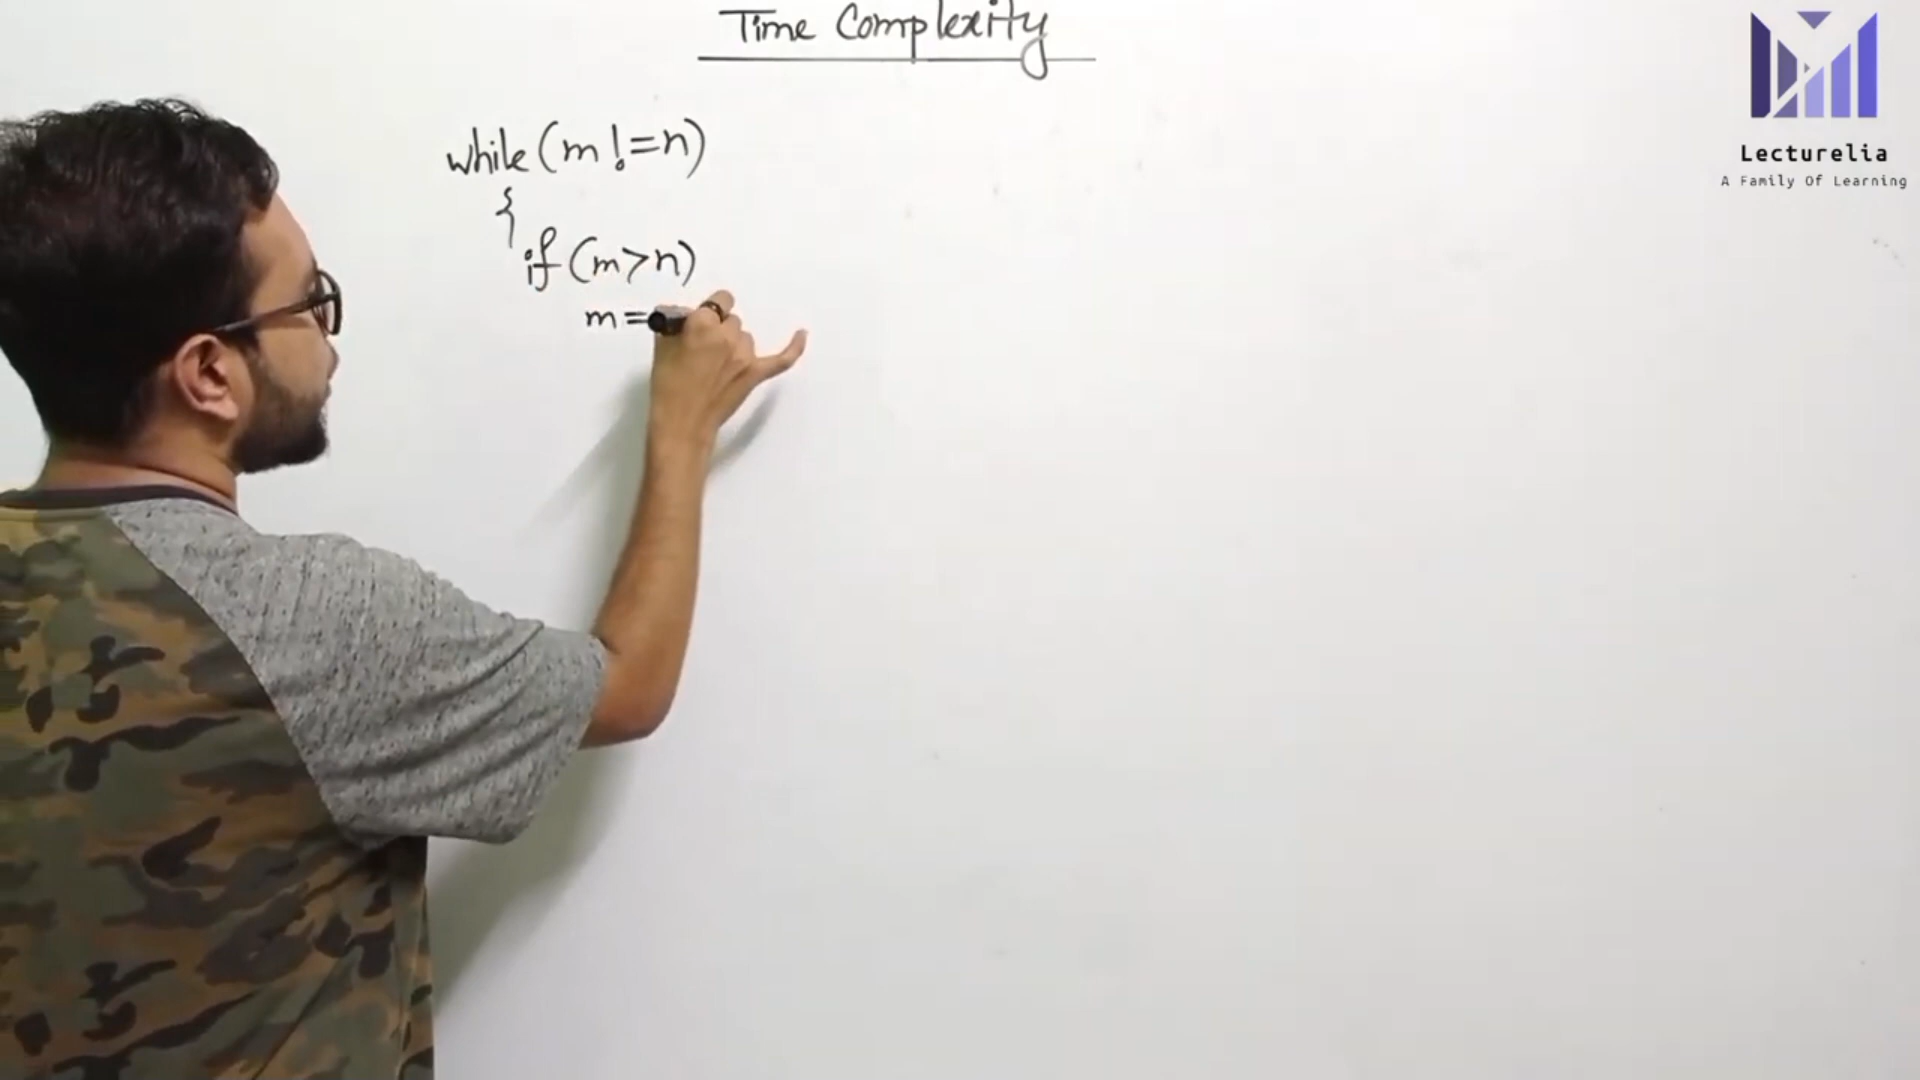 Time Complexity
while (m != n)
{
if (m>n)
m =
Lecturelia
A Family Of Learning